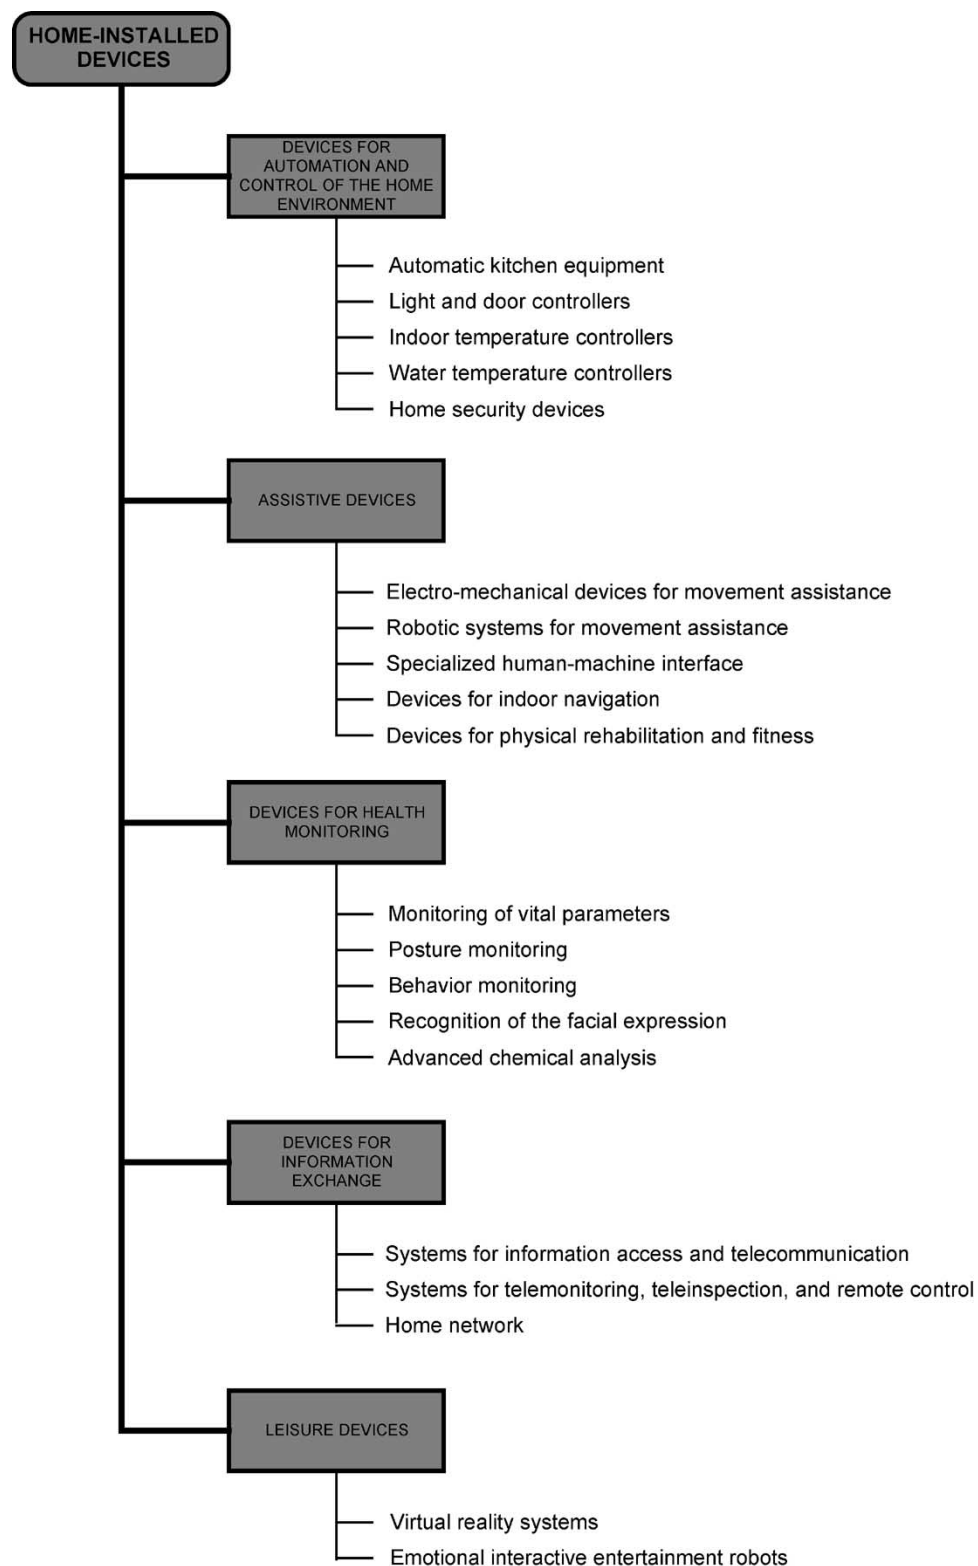 HOME-INSTALLED
DEVICES
DEVICES FOR
AUTOMATION AND
CONTROL OF THE HOME
ENVIRONMENT
Automatic kitchen equipment
Light and door controllers
Indoor temperature controllers
Water temperature controllers
Home security devices
ASSISTIVE DEVICES
Electro-mechanical devices for movement assistance
Robotic systems for movement assistance
Specialized human-machine interface
Devices for indoor navigation
Devices for physical rehabilitation and fitness
DEVICES FOR HEALTH
MONITORING
Monitoring of vital parameters
Posture monitoring
Behavior monitoring
Recognition of the facial expression
Advanced chemical analysis
DEVICES FOR
INFORMATION
EXCHANGE
Systems for information access and telecommunication
Systems for telemonitoring, teleinspection, and remote control
Home network
LEISURE DEVICES
Virtual reality systems
Emotional interactive entertainment robots